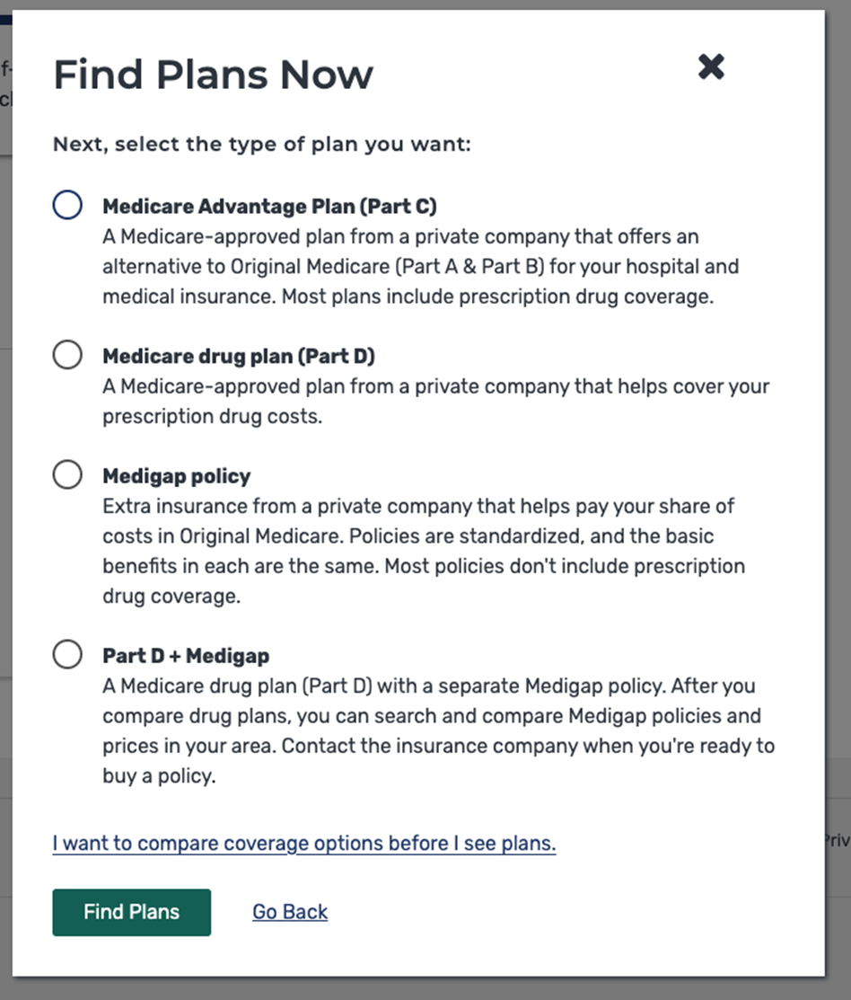 Find Plans Now
Next, select the type of plan you want:
Medicare Advantage Plan (Part C)
A Medicare-approved plan from a private company that offers an
alternative to Original Medicare (Part A & Part B) for your hospital and
medical insurance. Most plans include prescription drug coverage.
Medicare drug plan (Part D)
A Medicare-approved plan from a private company that helps cover your
prescription drug costs.
Medigap policy
Extra insurance from a private company that helps pay your share of
costs in Original Medicare. Policies are standardized, and the basic
benefits in each are the same. Most policies don't include prescription
drug coverage.
Part D + Medigap
A Medicare drug plan (Part D) with a separate Medigap policy. After you
compare drug plans, you can search and compare Medigap policies and
prices in your area. Contact the insurance company when you're ready to
buy a policy.
I want to compare coverage options before I see plans.
Find Plans Go Back